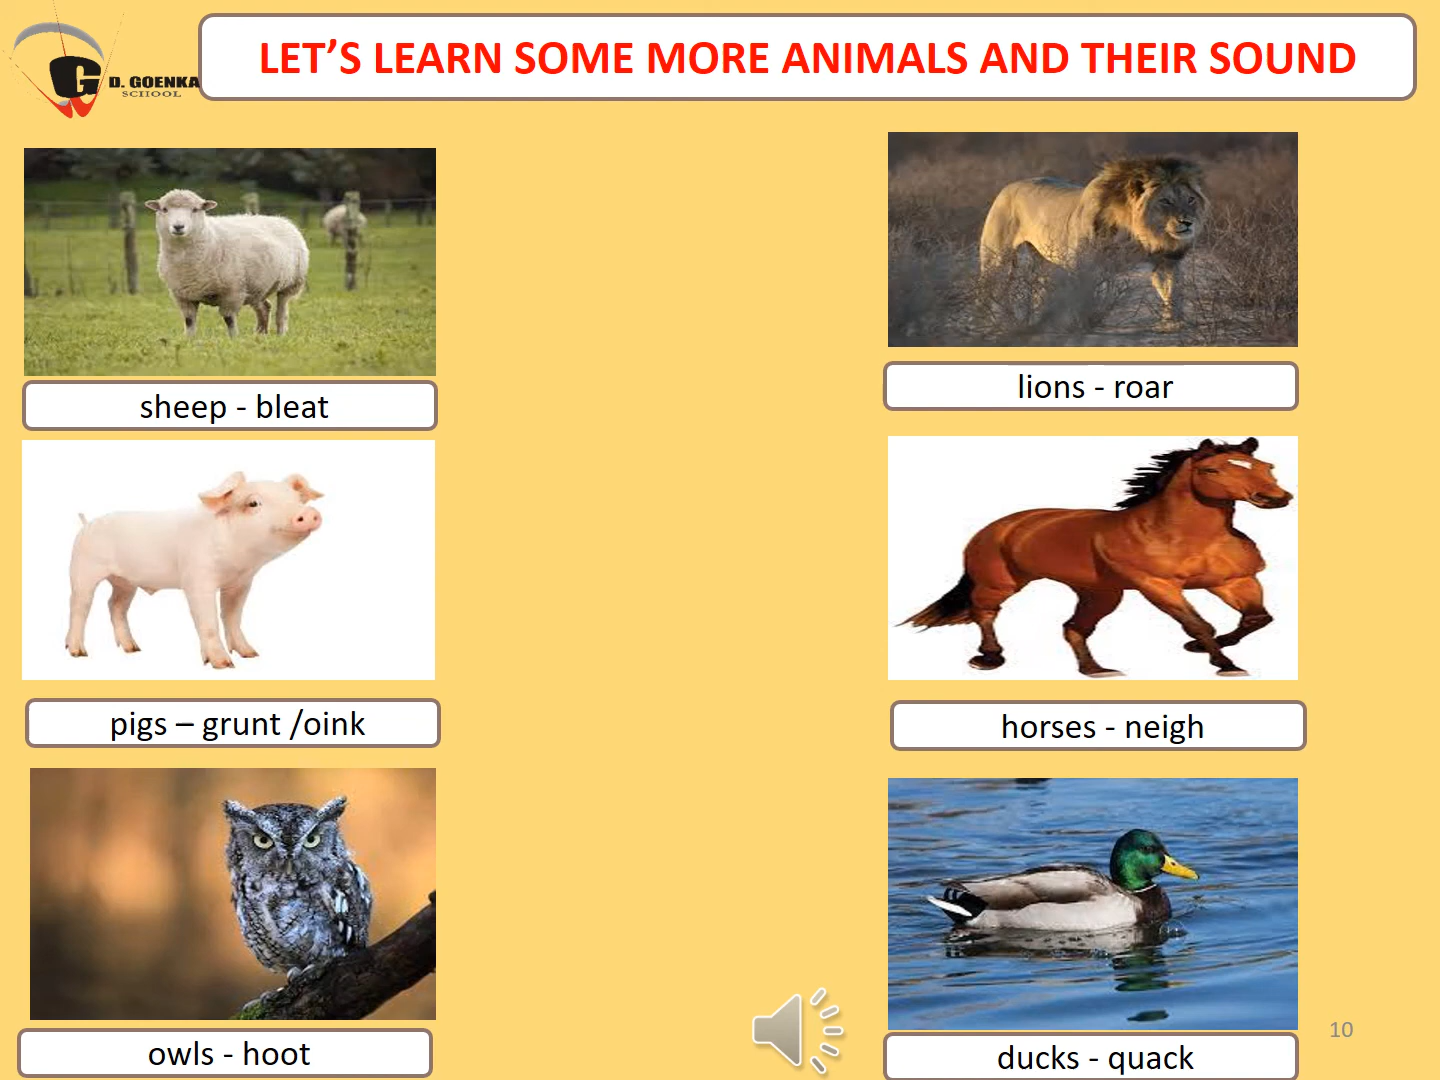 LET’S LEARN SOME MORE ANIMALS AND THEIR SOUND
G
D. GOENKA
SCHOOL
sheep - bleat
lions - roar
pigs – grunt /oink
horses - neigh
owls - hoot
ducks - quack
10